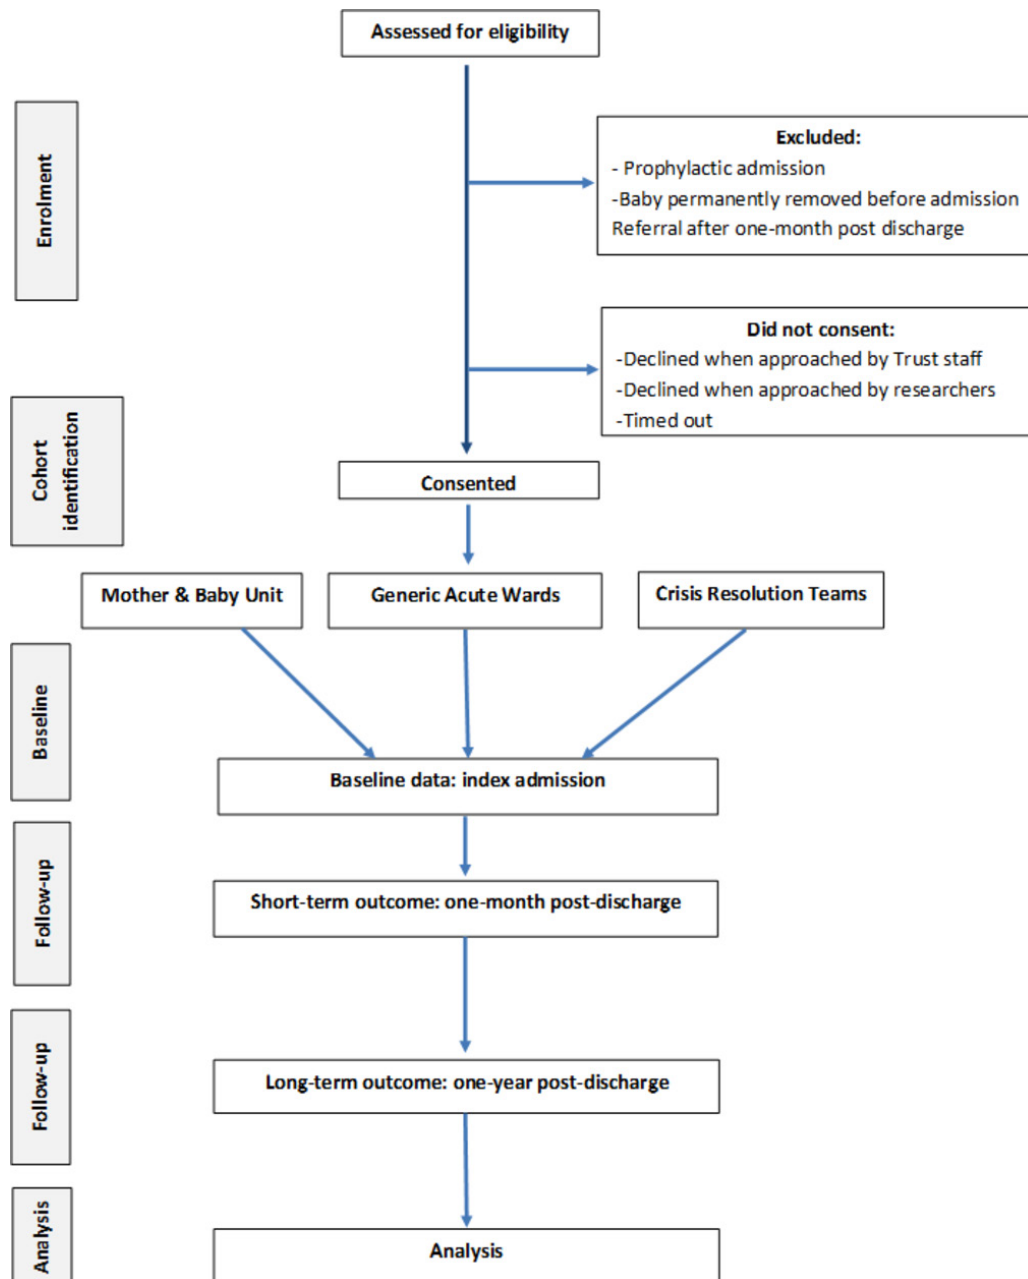 Assessed for eligibility
Enrolment
Excluded:
- Prophylactic admission
-Baby permanently removed before admission
Referral after one-month post discharge
Did not consent:
-Declined when approached by Trust staff
-Declined when approached by researchers
-Timed out
Cohort
identification
Consented
Mother & Baby Unit
Generic Acute Wards
Crisis Resolution Teams
Baseline
Baseline data: index admission
Follow-up
Short-term outcome: one-month post-discharge
Follow-up
Long-term outcome: one-year post-discharge
Analysis
Analysis